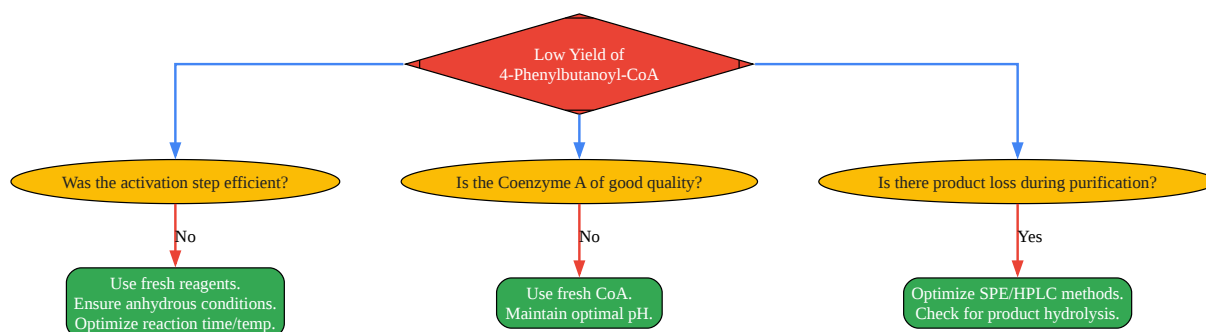 Low Yield of
4-Phenylbutanoyl-CoA
Was the activation step efficient?
Is the Coenzyme A of good quality?
Is there product loss during purification?
No
No
Yes
Use fresh reagents.
Ensure anhydrous conditions.
Optimize reaction time/temp.
Use fresh CoA.
Maintain optimal pH.
Optimize SPE/HPLC methods.
Check for product hydrolysis.